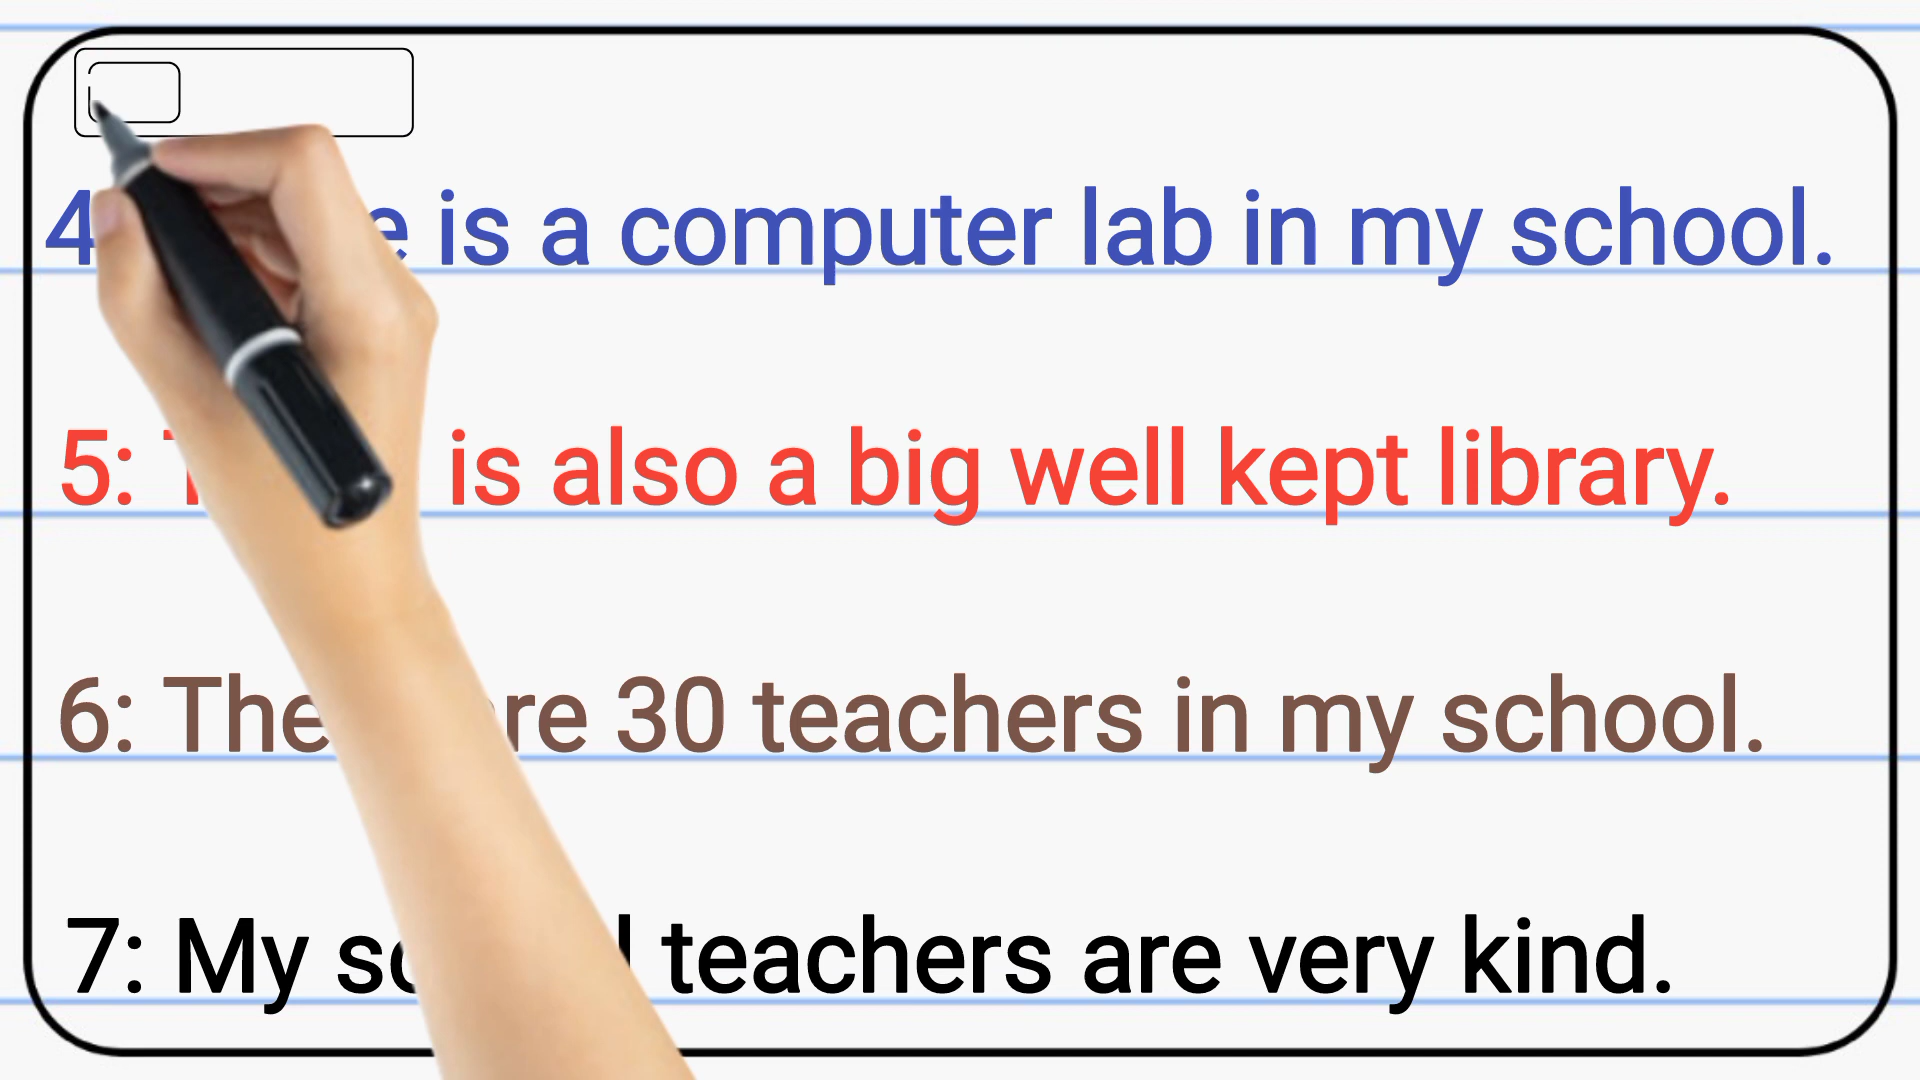 4 e is a computer lab in my school.
5: T is also a big well kept library.
6: The re 30 teachers in my school.
7: My sc l teachers are very kind.